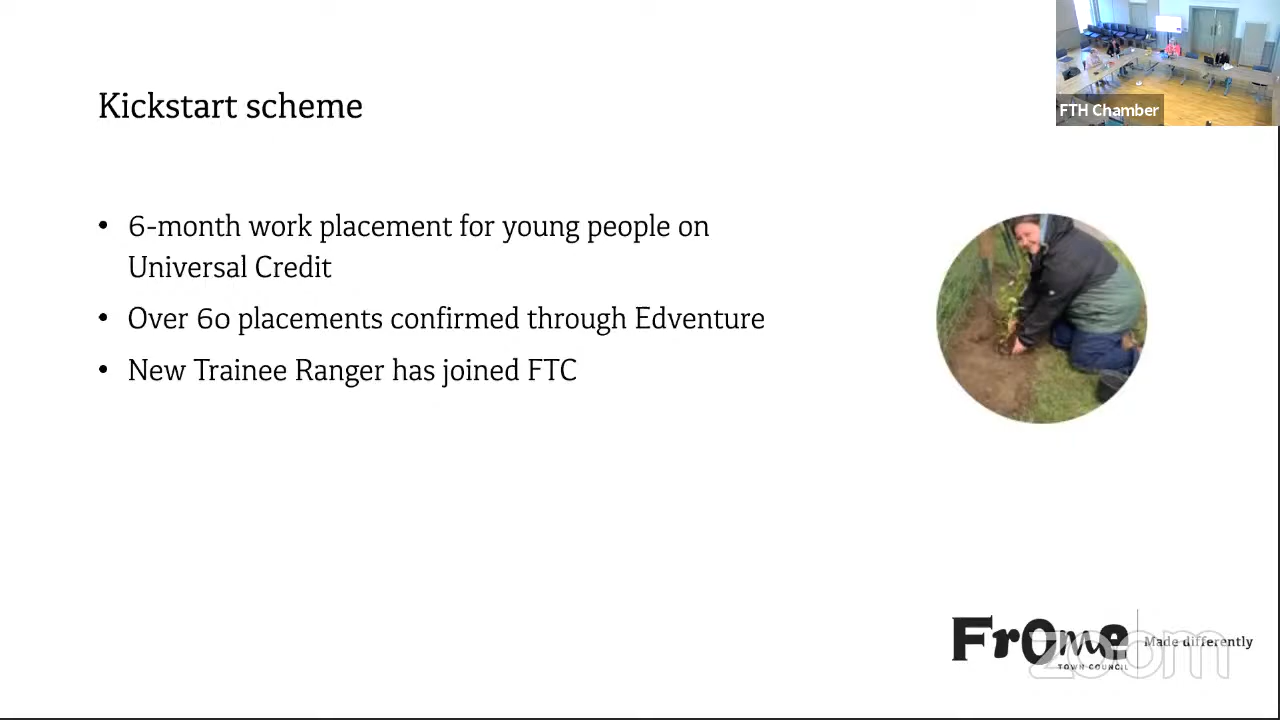 FTH Chamber
Kickstart scheme
• 6-month work placement for young people on
Universal Credit
• Over 60 placements confirmed through Edventure
• New Trainee Ranger has joined FTC
Frome
TOWN COUNCIL
Made differently
zoom